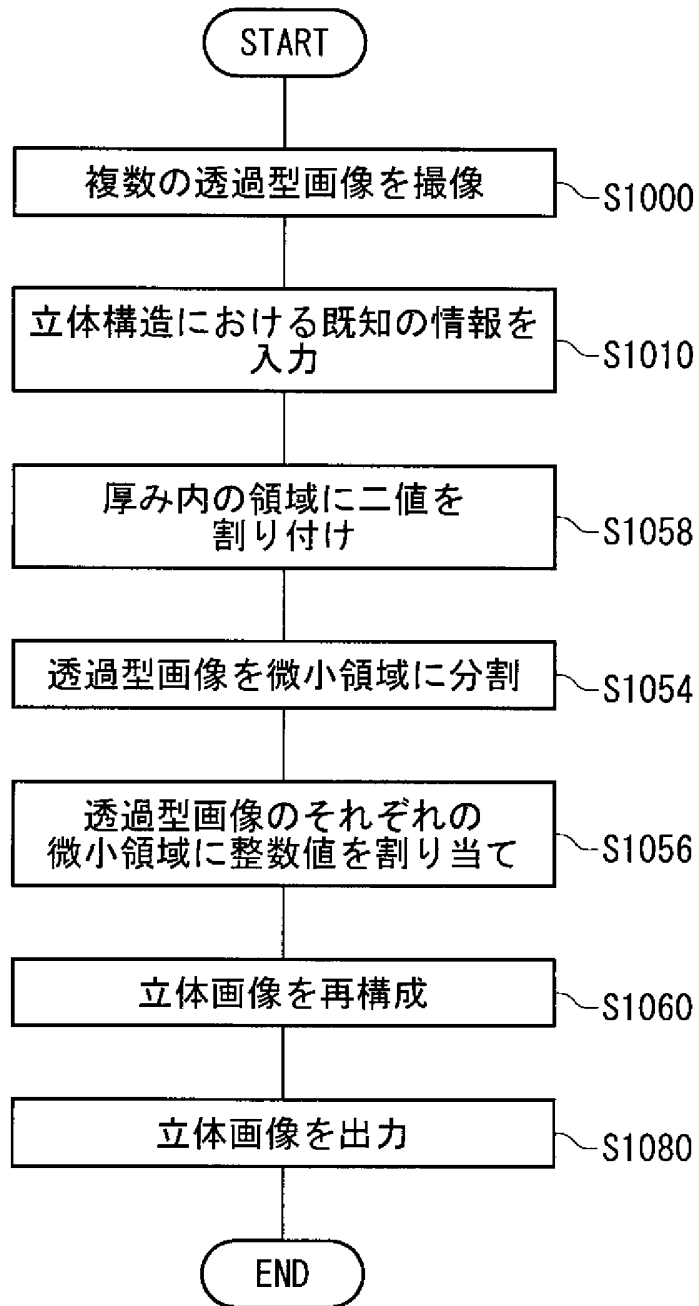 START
複数の透過型画像を撮像
S1000
立体構造における既知の情報を
入力
S1010
厚み内の領域に二値を
割り付け
S1058
透過型画像を微小領域に分割
S1054
透過型画像のそれぞれの
微小領域に整数値を割り当て
S1056
立体画像を再構成
S1060
立体画像を出力
S1080
END